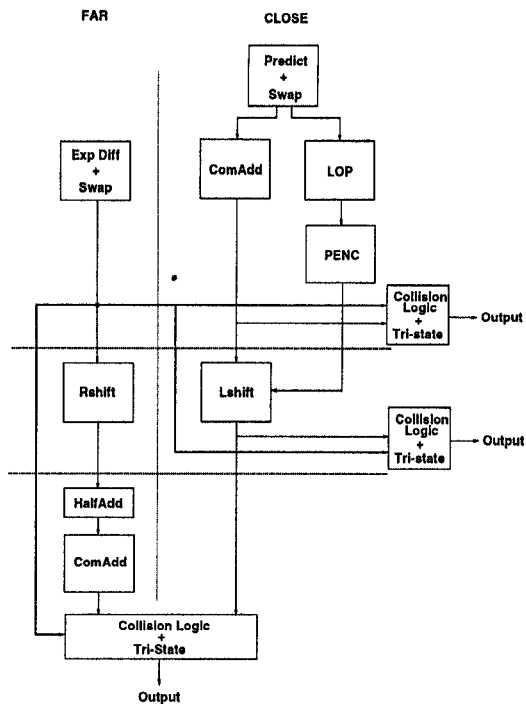 FAR
CLOSE
Predict
+
Swap
Exp Diff
+
Swap
ComAdd
LOP
PENC
Collision
Logic
+
Tri-state
Output
Rshift
Lshift
Collision
Logic
+
Tri-state
Output
HalfAdd
ComAdd
Collision Logic
+
Tri-State
Output